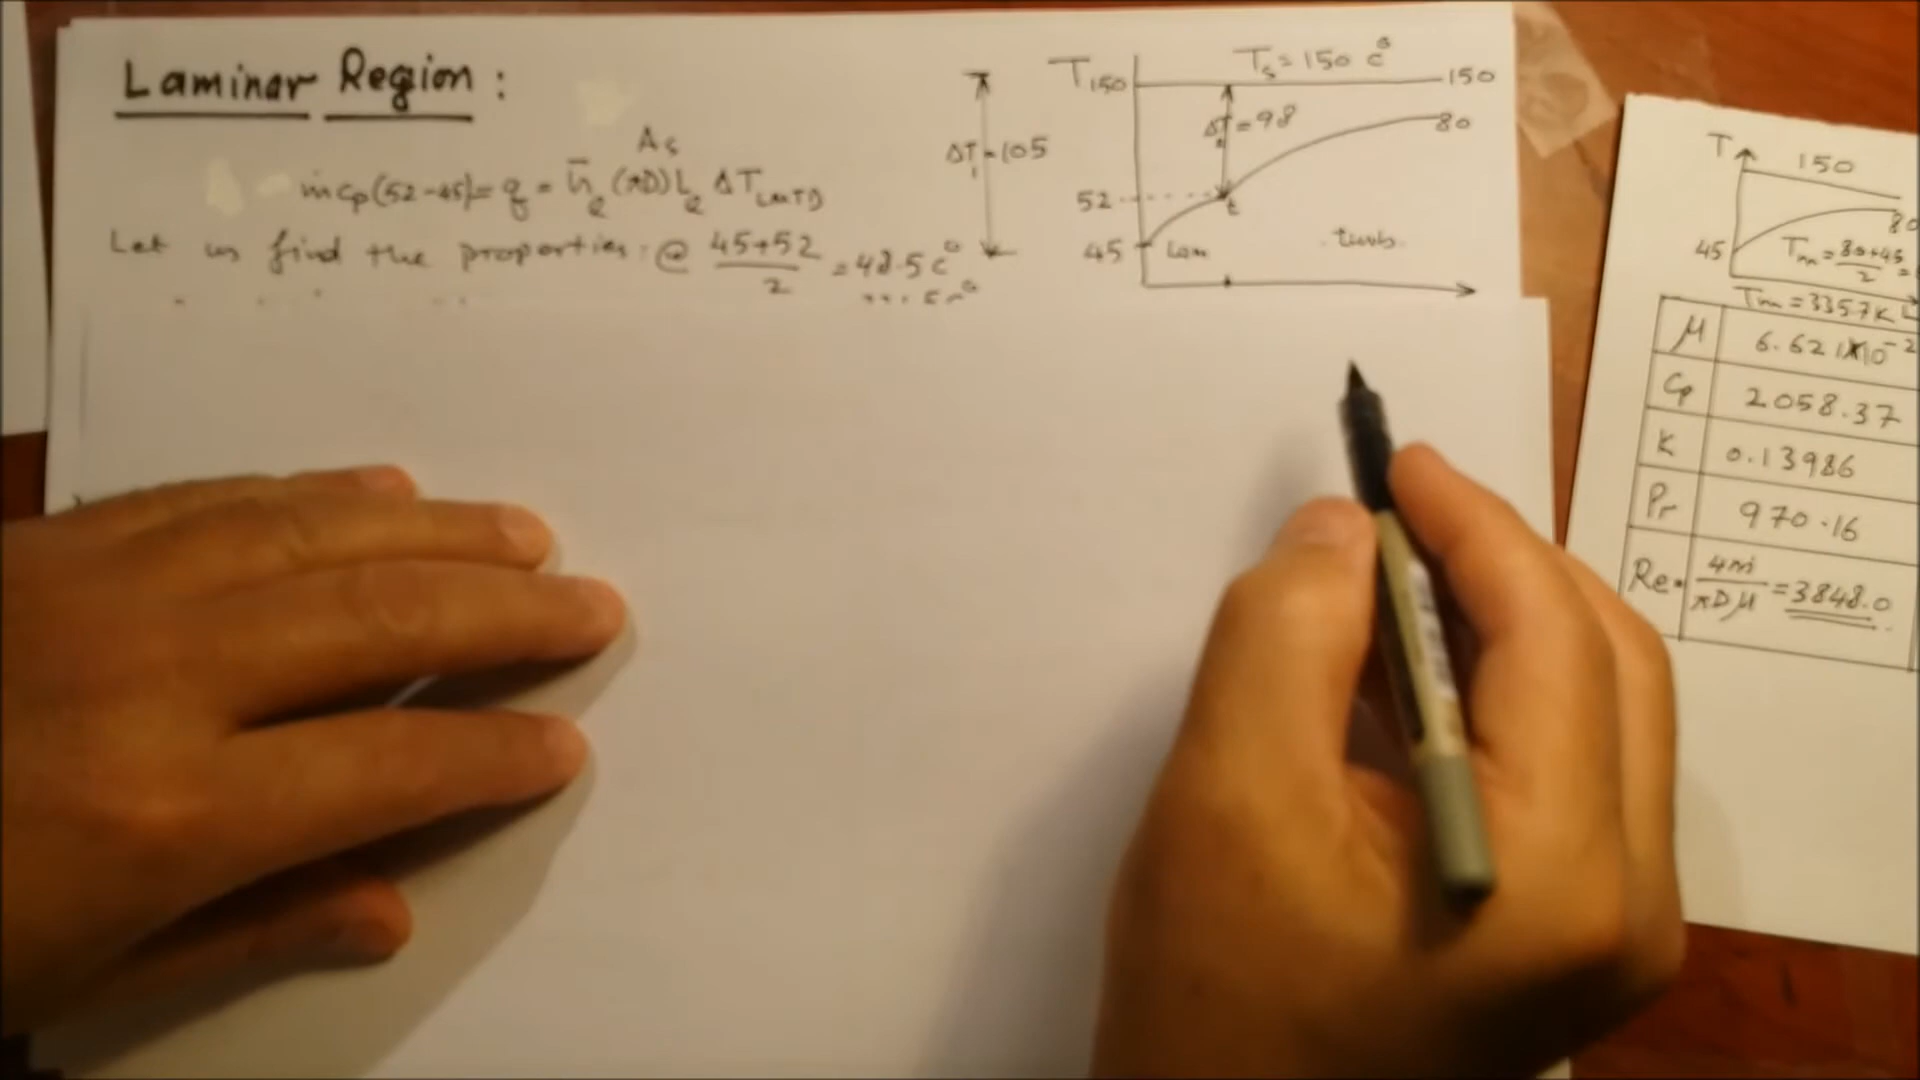 Laminar Region :
As
ṁcp(52-45)= q = h̄ℓ (πD)Lℓ ΔT LMTD
Let us find the properties: @ 45+52/2 = 48.5 c°
ΔT1=105
T 150
Ts=150 c°
150
ΔT2=98
80
52
t
45
Lam
turb.
T
150
80
45
Tm=80+45/2 =
Tm=335.7K
μ 6.621X10^-2
Cp 2058.37
K 0.13986
Pr 970.16
Re= 4ṁ/πDμ =3848.0